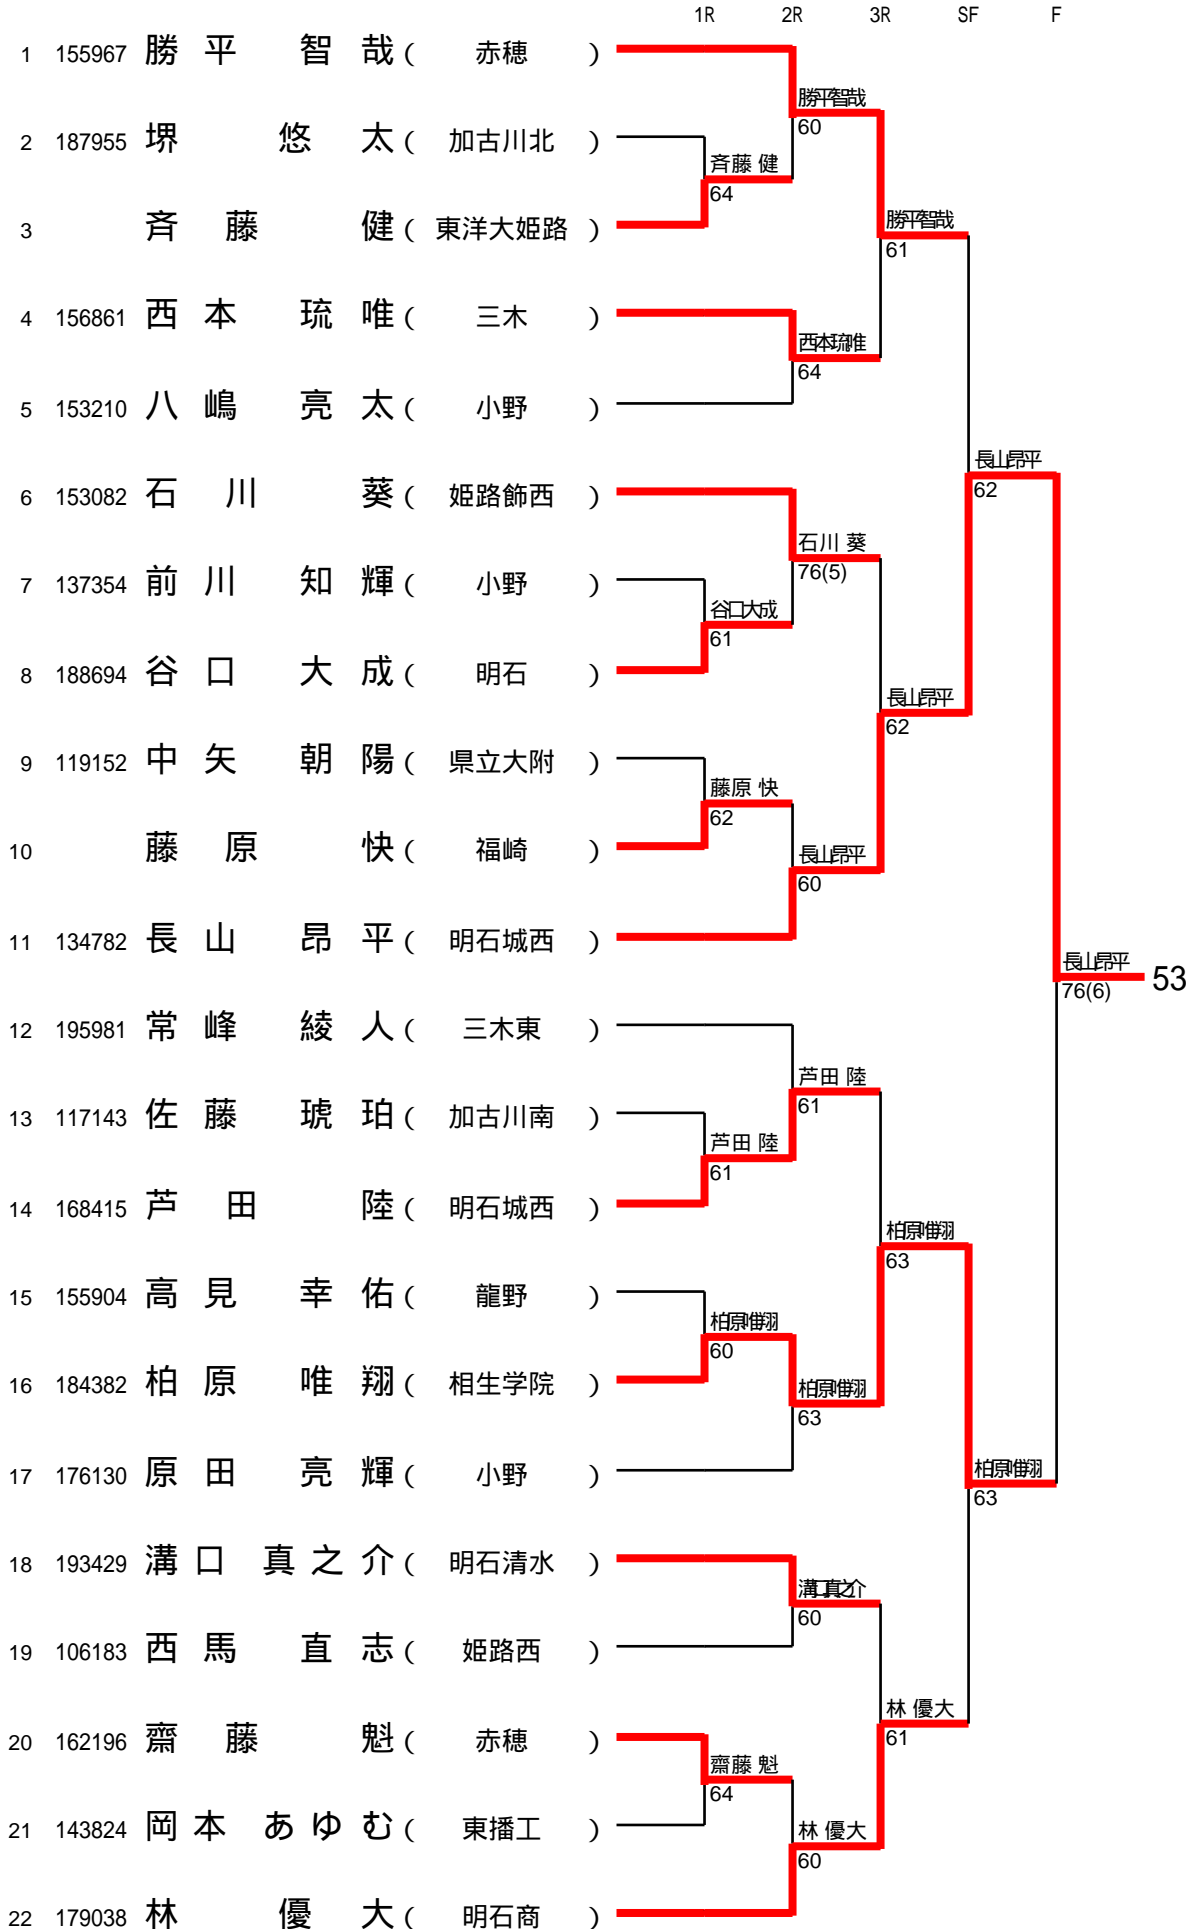 1R 2R 3R SF F
1 155967 勝平 智哉 ( 赤穂 )
勝平智哉
60
2 187955 堺 悠太 ( 加古川北 )
斉藤 健
64
3 斉藤 健 ( 東洋大姫路 )
勝平智哉
61
4 156861 西本 琉唯 ( 三木 )
西本琉唯
64
5 153210 八嶋 亮太 ( 小野 )
長山昂平
62
6 153082 石川 葵 ( 姫路飾西 )
石川 葵
76(5)
7 137354 前川 知輝 ( 小野 )
谷口大成
61
8 188694 谷口 大成 ( 明石 )
長山昂平
62
9 119152 中矢 朝陽 ( 県立大附 )
藤原 快
62
10 藤原 快 ( 福崎 )
長山昂平
60
11 134782 長山 昂平 ( 明石城西 )
長山昂平
76(6)
53
12 195981 常峰 綾人 ( 三木東 )
芦田 陸
61
13 117143 佐藤 琥珀 ( 加古川南 )
芦田 陸
61
14 168415 芦田 陸 ( 明石城西 )
柏原唯翔
63
15 155904 高見 幸佑 ( 龍野 )
柏原唯翔
60
16 184382 柏原 唯翔 ( 相生学院 )
柏原唯翔
63
17 176130 原田 亮輝 ( 小野 )
柏原唯翔
63
18 193429 溝口 真之介 ( 明石清水 )
溝口真之介
60
19 106183 西馬 直志 ( 姫路西 )
林 優大
61
20 162196 齋藤 魁 ( 赤穂 )
齋藤 魁
64
21 143824 岡本 あゆむ ( 東播工 )
林 優大
60
22 179038 林 優大 ( 明石商 )